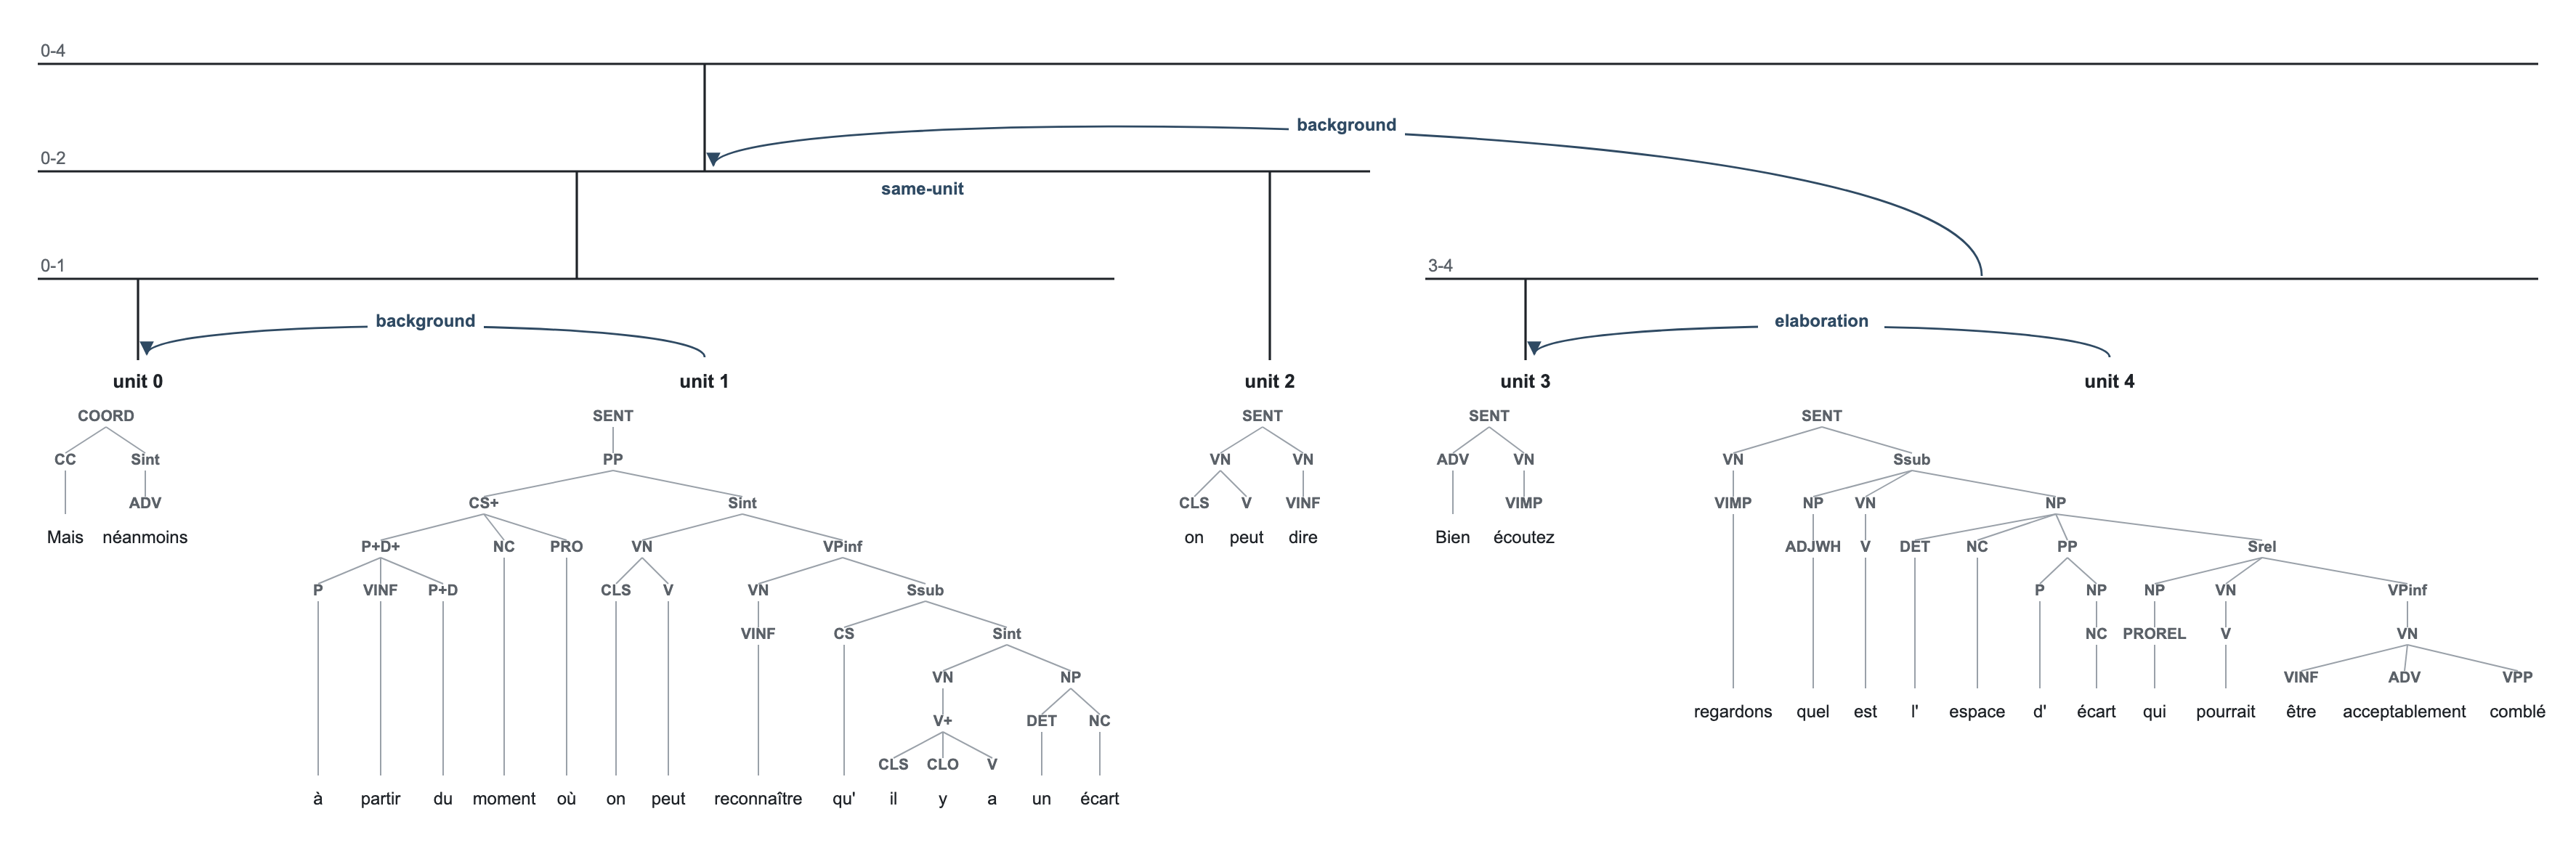 0-4
background
0-2
same-unit
0-1
3-4
background
elaboration
unit 0 unit 1 unit 2 unit 3 unit 4
COORD SENT SENT SENT SENT
CC Sint PP VN VN ADV VN VN Ssub
ADV CS+ Sint CLS V VINF VIMP VIMP NP VN NP
Mais néanmoins on peut dire Bien écoutez
P+D+ NC PRO VN VPinf ADJWH V DET NC PP Srel
P VINF P+D CLS V VN Ssub P NP NP VN VPinf
VINF CS Sint NC PROREL V VN
VN NP VINF ADV VPP
regardons quel est l' espace d' écart qui pourrait être acceptablement comblé
V+ DET NC
CLS CLO V
à partir du moment où on peut reconnaître qu' il y a un écart